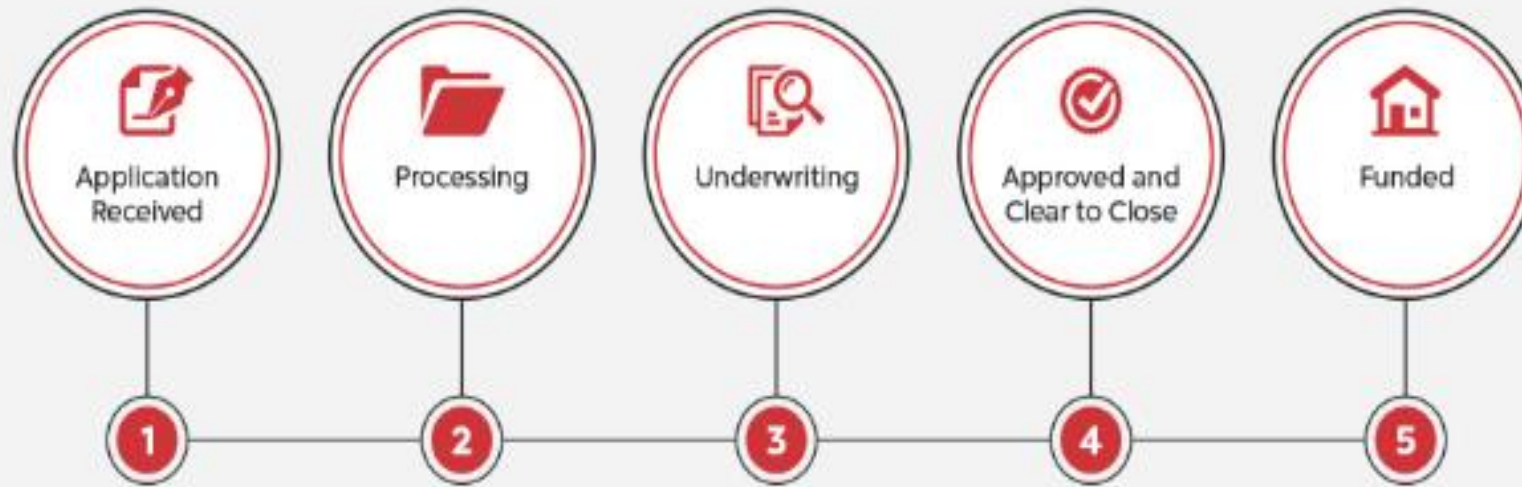 Application
Received
Processing
Underwriting
Approved and
Clear to Close
Funded
1
2
3
4
5